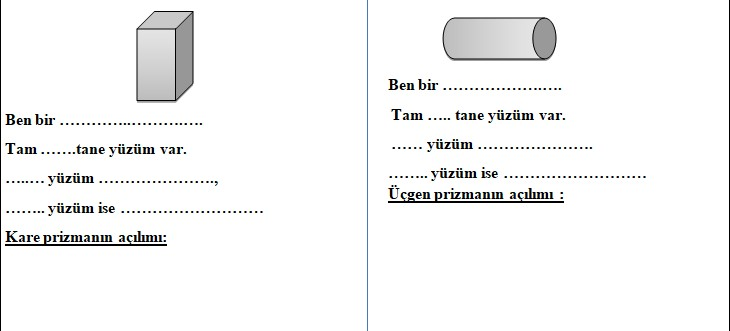 Ben bir …………..……….….
Tam …….tane yüzüm var.
…..… yüzüm ………………….,
…….. yüzüm ise ………………………
Kare prizmanın açılımı:
Ben bir ……………….….
Tam ….. tane yüzüm var.
…… yüzüm ………………….
…….. yüzüm ise ………………………
Üçgen prizmanın açılımı :